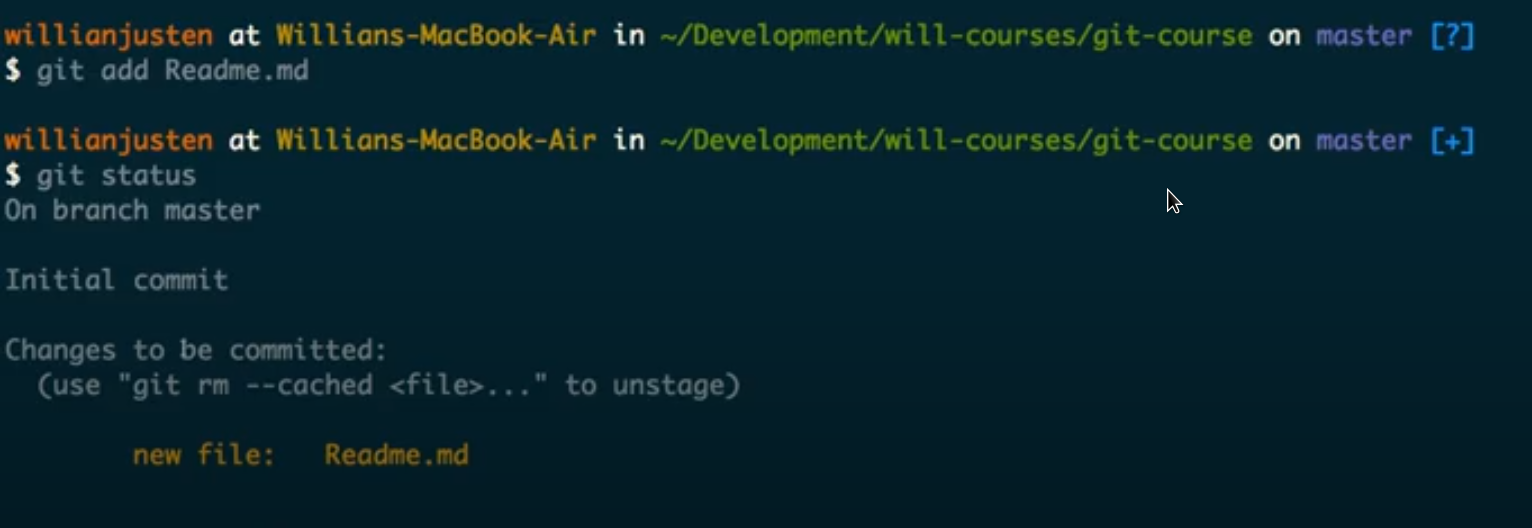 willianjusten at Willians-MacBook-Air in ~/Development/will-courses/git-course on master [?]
$ git add Readme.md
willianjusten at Willians-MacBook-Air in ~/Development/will-courses/git-course on master [+]
$ git status
On branch master
Initial commit
Changes to be committed:
  (use "git rm --cached <file>..." to unstage)
        new file:   Readme.md